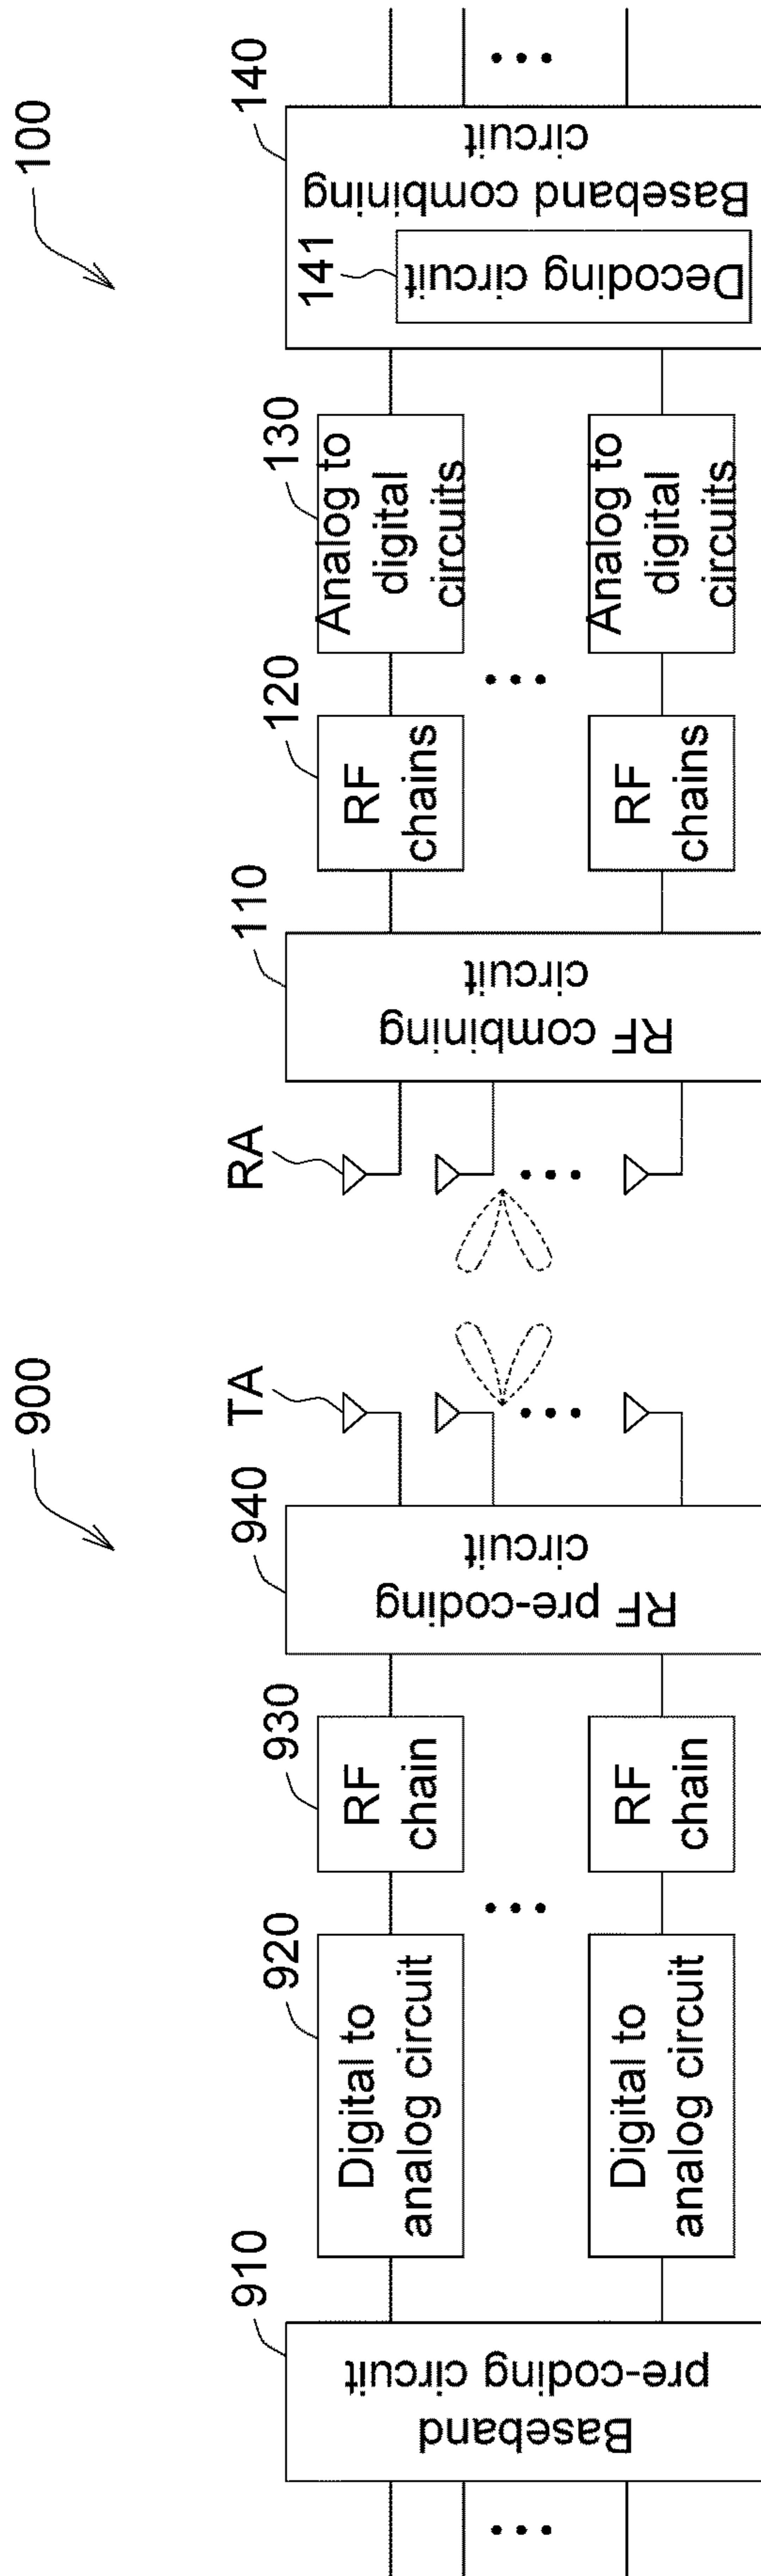 900
100
910
Baseband
pre-coding circuit
920
Digital to
analog circuit
Digital to
analog circuit
930
RF
chain
RF
chain
940
RF pre-coding
circuit
TA
RA
110
RF combining
circuit
120
RF
chains
RF
chains
130
Analog to
digital
circuits
Analog to
digital
circuits
140
141
Decoding circuit
Baseband combining
circuit